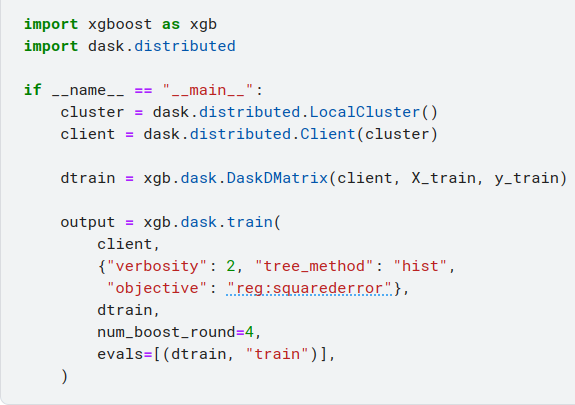 import xgboost as xgb
import dask.distributed
if __name__ == "__main__":
    cluster = dask.distributed.LocalCluster()
    client = dask.distributed.Client(cluster)
    dtrain = xgb.dask.DaskDMatrix(client, X_train, y_train)
    output = xgb.dask.train(
        client,
        {"verbosity": 2, "tree_method": "hist",
         "objective": "reg:squarederror"},
        dtrain,
        num_boost_round=4,
        evals=[(dtrain, "train")],
    )